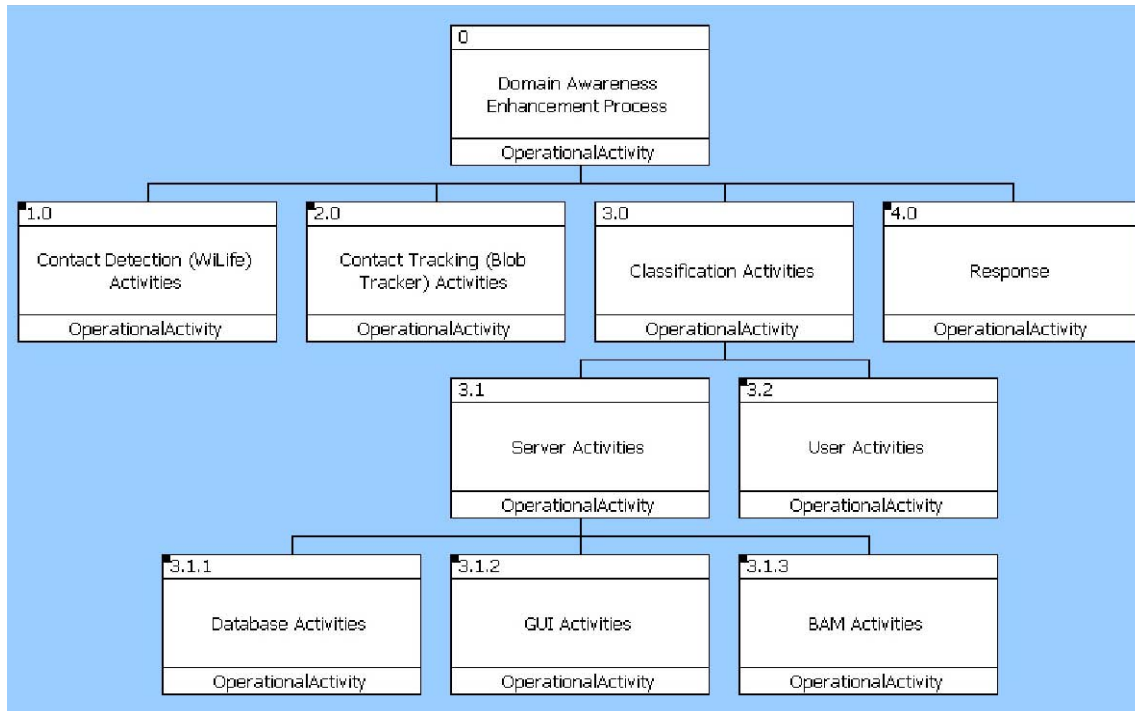 0
Domain Awareness
Enhancement Process
OperationalActivity
1.0
Contact Detection (WiLife)
Activities
OperationalActivity
2.0
Contact Tracking (Blob
Tracker) Activities
OperationalActivity
3.0
Classification Activities
OperationalActivity
4.0
Response
OperationalActivity
3.1
Server Activities
OperationalActivity
3.2
User Activities
OperationalActivity
3.1.1
Database Activities
OperationalActivity
3.1.2
GUI Activities
OperationalActivity
3.1.3
BAM Activities
OperationalActivity